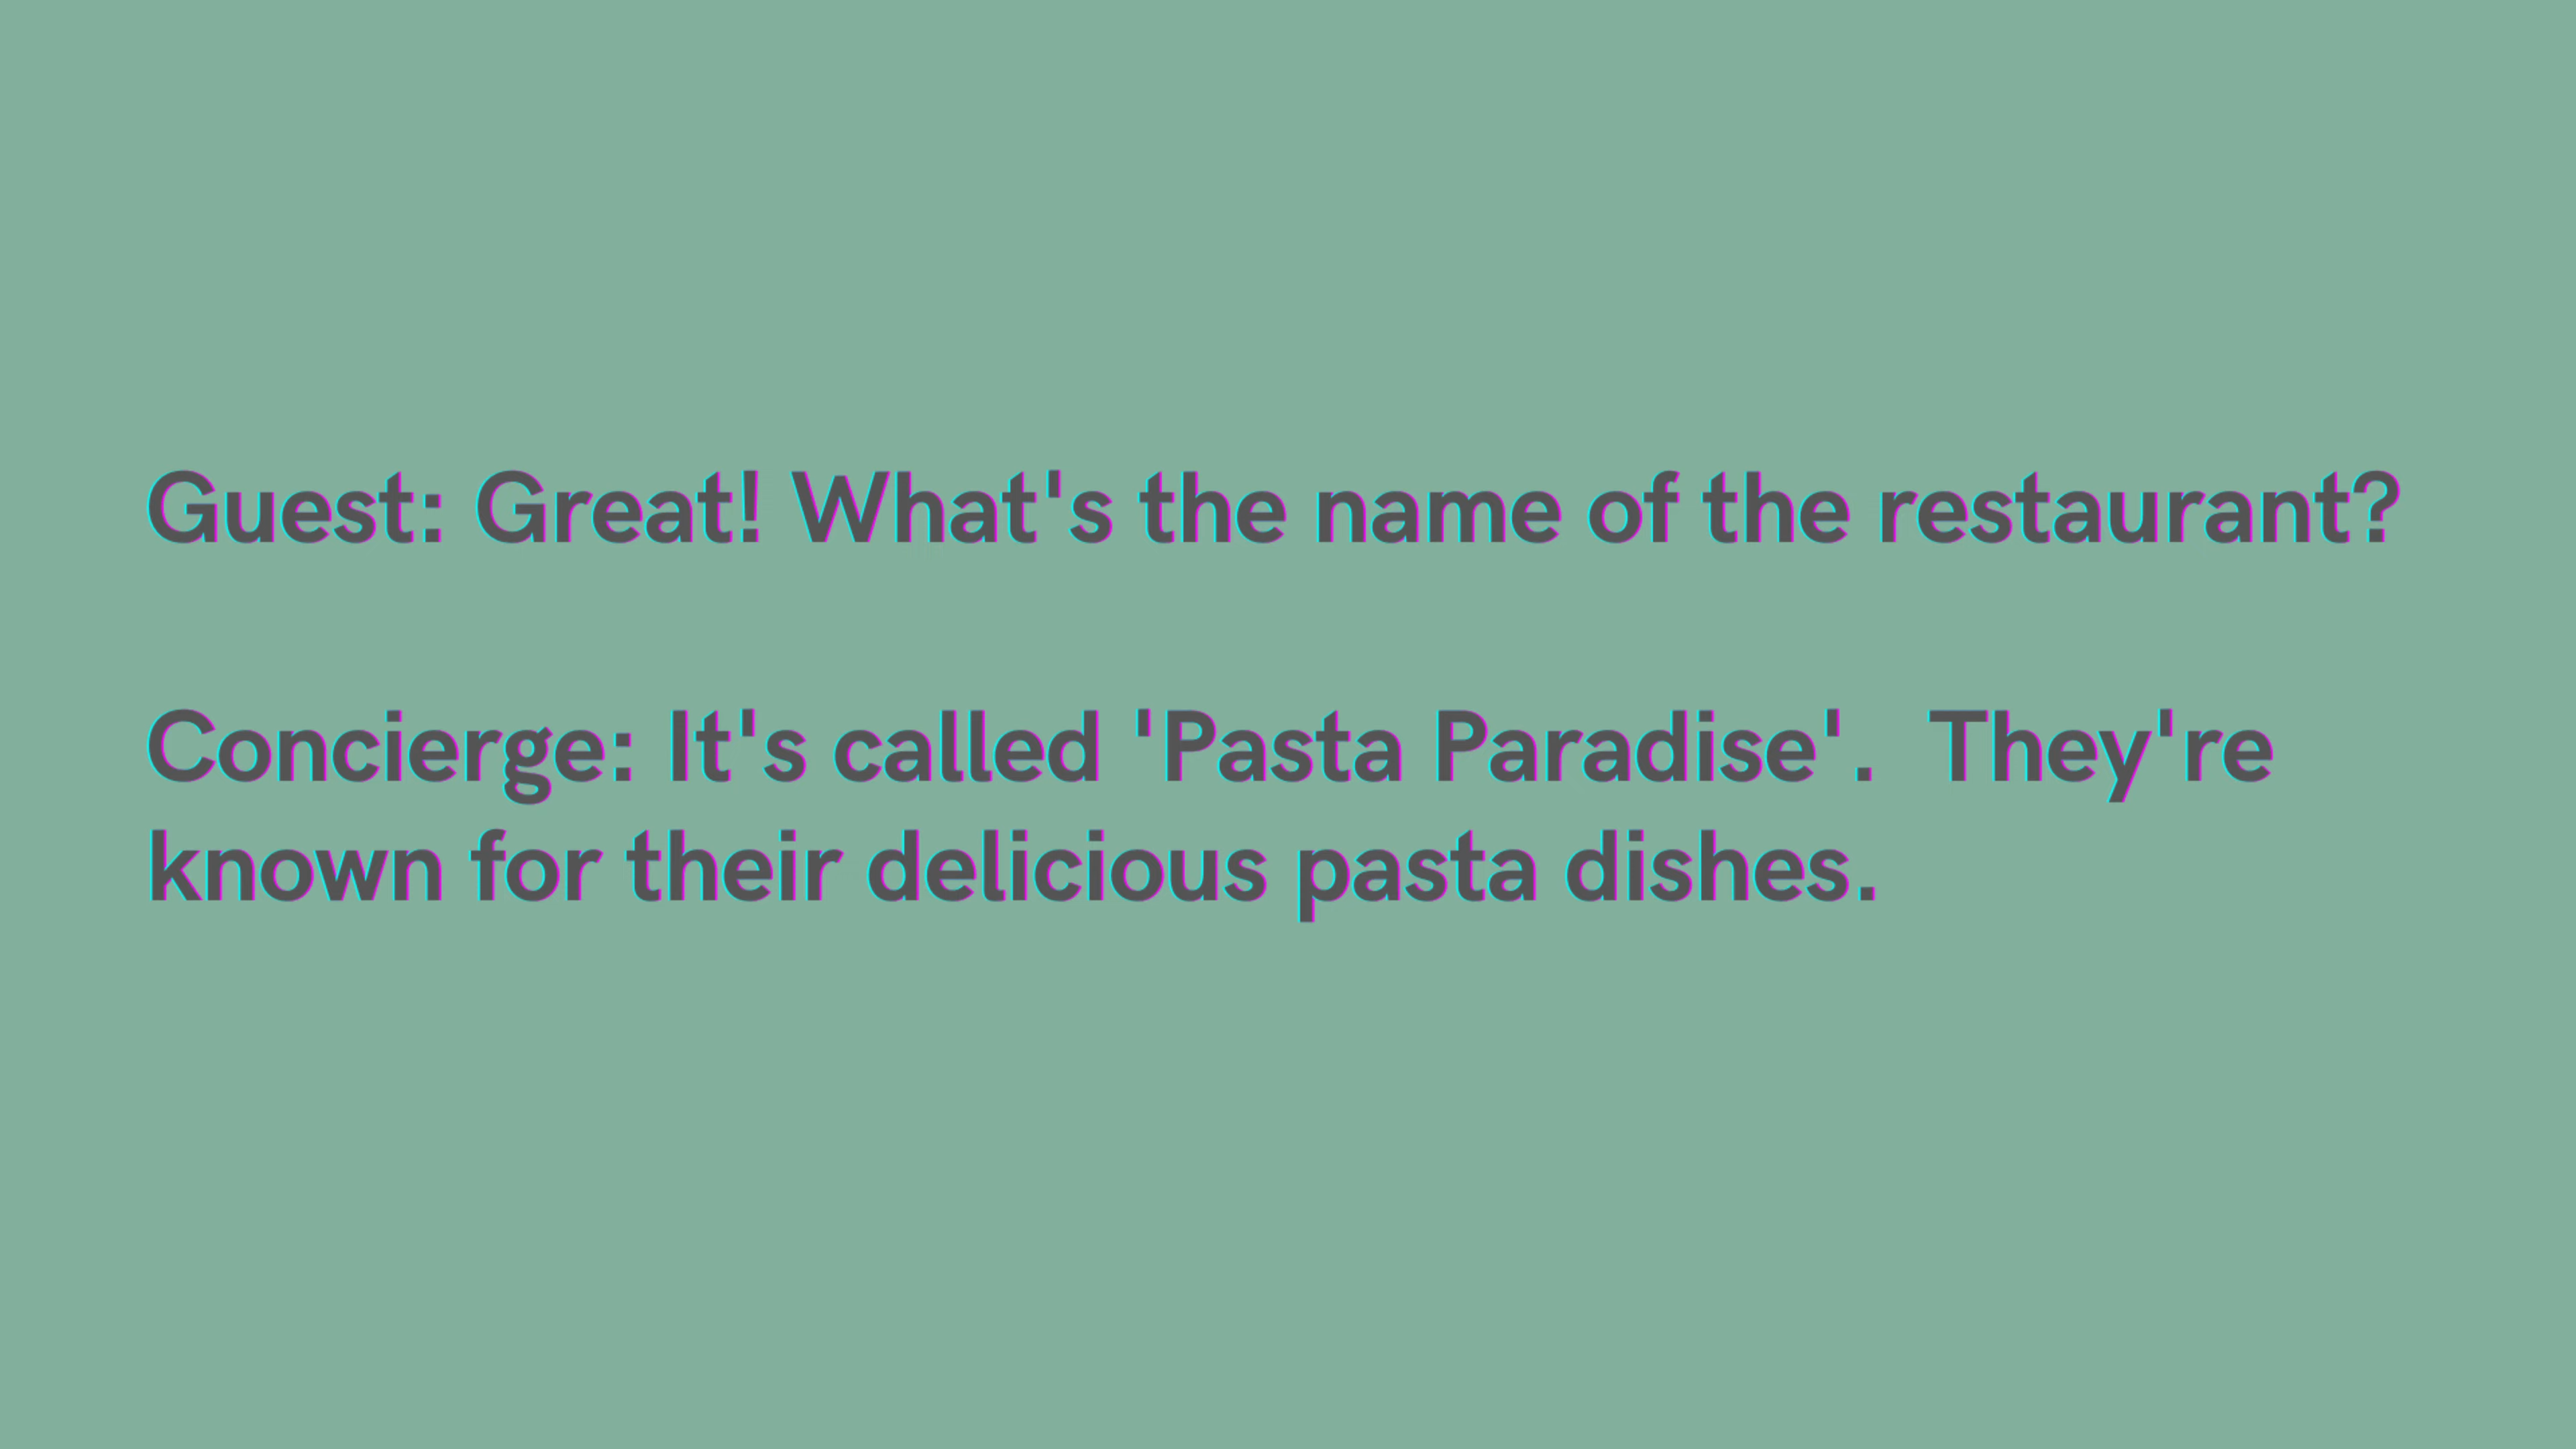 Guest: Great! What's the name of the restaurant?
Concierge: It's called 'Pasta Paradise'.  They're
known for their delicious pasta dishes.